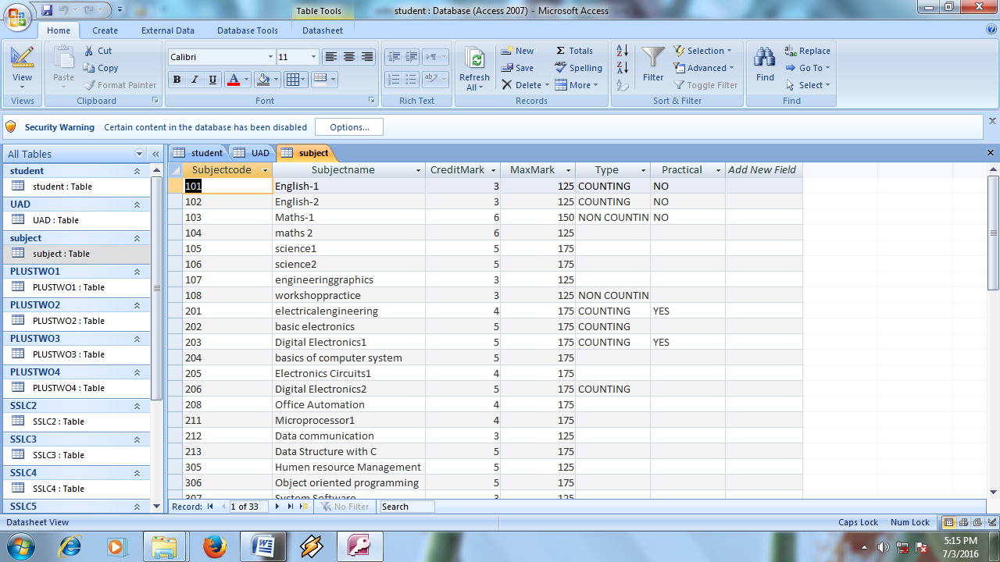 Table Tools student : Database (Access 2007) - Microsoft Access
Home Create External Data Database Tools Datasheet
View
Views
Paste
Cut
Copy
Format Painter
Clipboard
Calibri 11
B I U A
Font
Rich Text
Refresh All
New
Save
Delete
Σ Totals
Spelling
More
Records
Filter
Selection
Advanced
Toggle Filter
Sort & Filter
Find
Replace
Go To
Select
Find
Security Warning Certain content in the database has been disabled Options...
All Tables
student
student : Table
UAD
UAD : Table
subject
subject : Table
PLUSTWO1
PLUSTWO1 : Table
PLUSTWO2
PLUSTWO2 : Table
PLUSTWO3
PLUSTWO3 : Table
PLUSTWO4
PLUSTWO4 : Table
SSLC2
SSLC2 : Table
SSLC3
SSLC3 : Table
SSLC4
SSLC4 : Table
SSLC5
student UAD subject
Subjectcode Subjectname CreditMark MaxMark Type Practical Add New Field
101 English-1 3 125 COUNTING NO
102 English-2 3 125 COUNTING NO
103 Maths-1 6 150 NON COUNTIN NO
104 maths 2 6 125
105 science1 5 175
106 science2 5 175
107 engineeringgraphics 3 125
108 workshoppractice 3 125 NON COUNTIN
201 electricalengineering 4 175 COUNTING YES
202 basic electronics 5 175 COUNTING
203 Digital Electronics1 5 175 COUNTING YES
204 basics of computer system 5 175
205 Electronics Circuits1 4 175
206 Digital Electronics2 5 175 COUNTING
208 Office Automation 4 175
211 Microprocessor1 4 175
212 Data communication 3 125
213 Data Structure with C 5 175
305 Human resource Management 5 125
306 Object oriented programming 5 175
307 System Software 3 125
Record: 1 of 33 No Filter Search
Datasheet View Caps Lock Num Lock
5:15 PM
7/3/2016